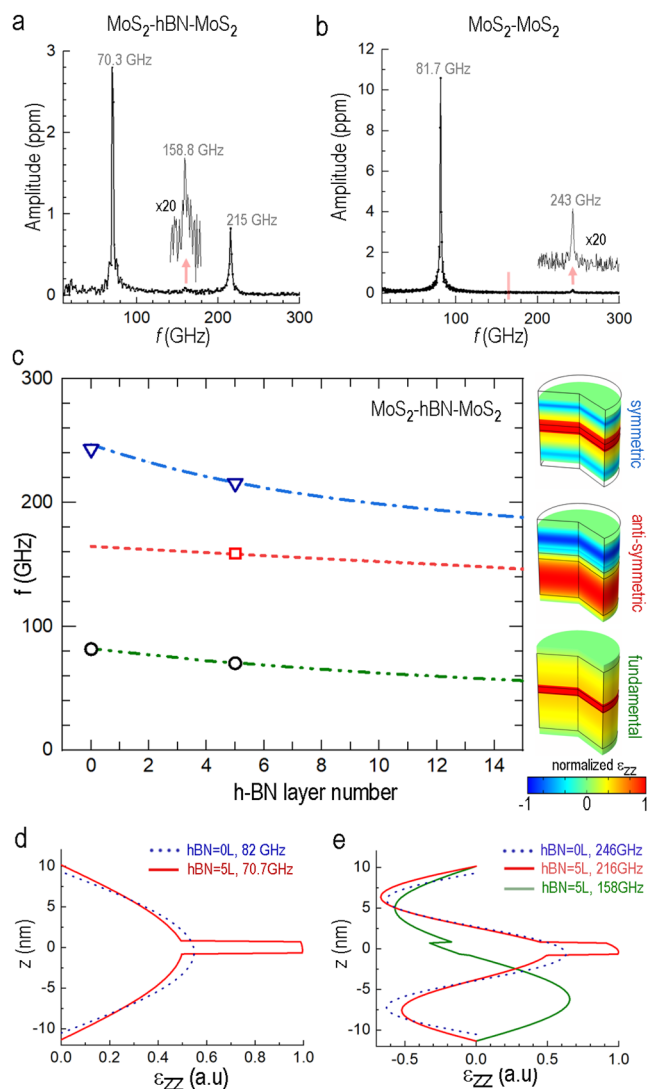 a
MoS2-hBN-MoS2
Amplitude (ppm)
3
2
1
0
70.3 GHz
158.8 GHz
x20
215 GHz
100
200
300
f (GHz)
b
MoS2-MoS2
Amplitude (ppm)
12
10
8
6
4
2
0
81.7 GHz
243 GHz
x20
100
200
300
f (GHz)
c
MoS2-hBN-MoS2
f (GHz)
300
200
100
0
0
2
4
6
8
10
12
14
h-BN layer number
symmetric
anti-symmetric
fundamental
normalized εZZ
-1
0
1
d
hBN=0L, 82 GHz
hBN=5L, 70.7GHz
z (nm)
10
5
0
-5
-10
0.0
0.2
0.4
0.6
0.8
1.0
εZZ (a.u)
e
hBN=0L, 246GHz
hBN=5L, 216GHz
hBN=5L, 158GHz
z (nm)
10
5
0
-5
-10
-0.5
0.0
0.5
1.0
εZZ (a.u)